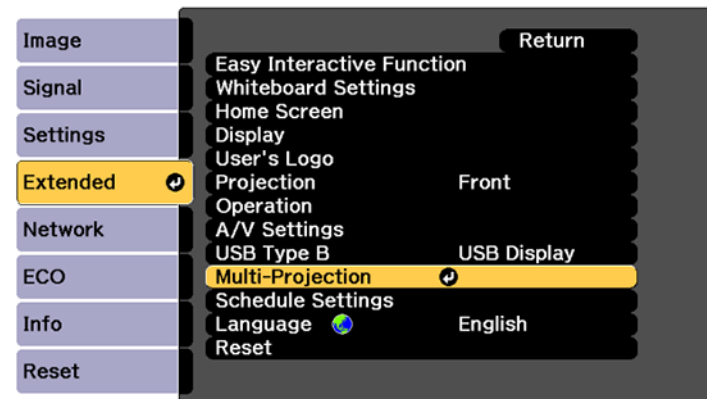 Image
Signal
Settings
Extended
Network
ECO
Info
Reset
Return
Easy Interactive Function
Whiteboard Settings
Home Screen
Display
User's Logo
Projection Front
Operation
A/V Settings
USB Type B USB Display
Multi-Projection
Schedule Settings
Language English
Reset